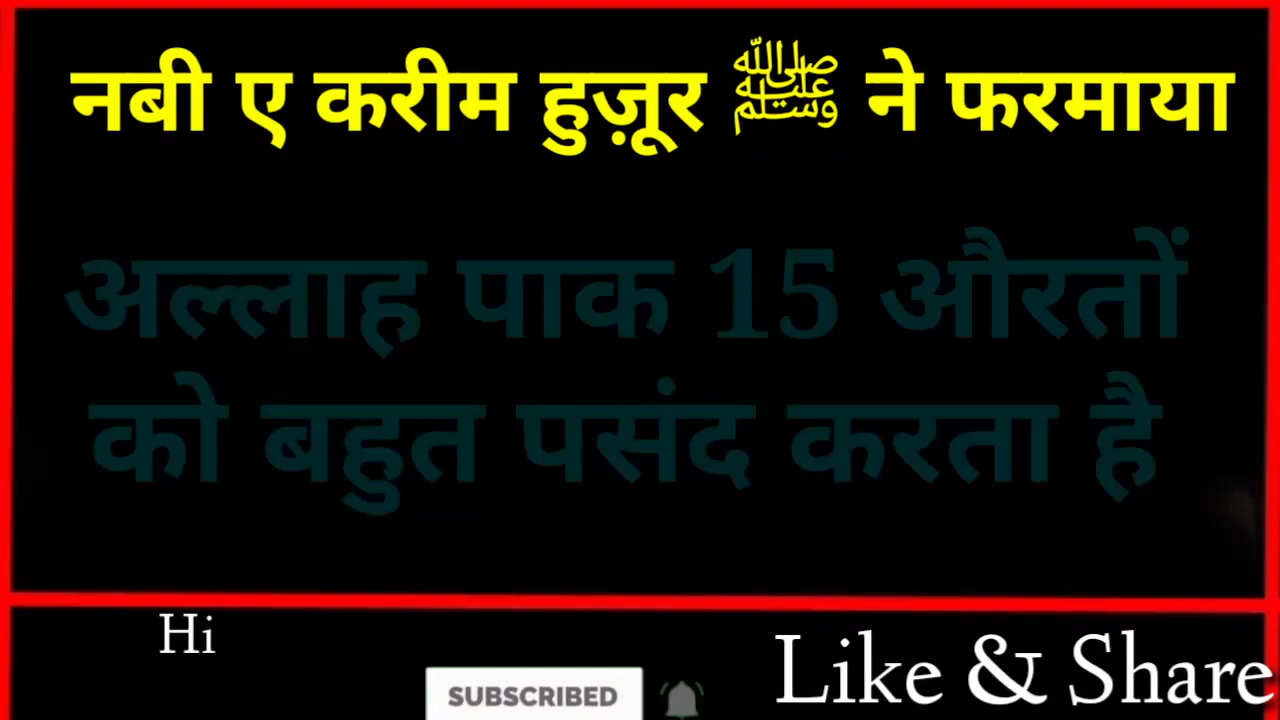 नबी ए करीम हुज़ूर ﷺ ने फरमाया
अल्लाह पाक 15 औरतों
को बहुत पसंद करता है
Hi
Like & Share
SUBSCRIBED